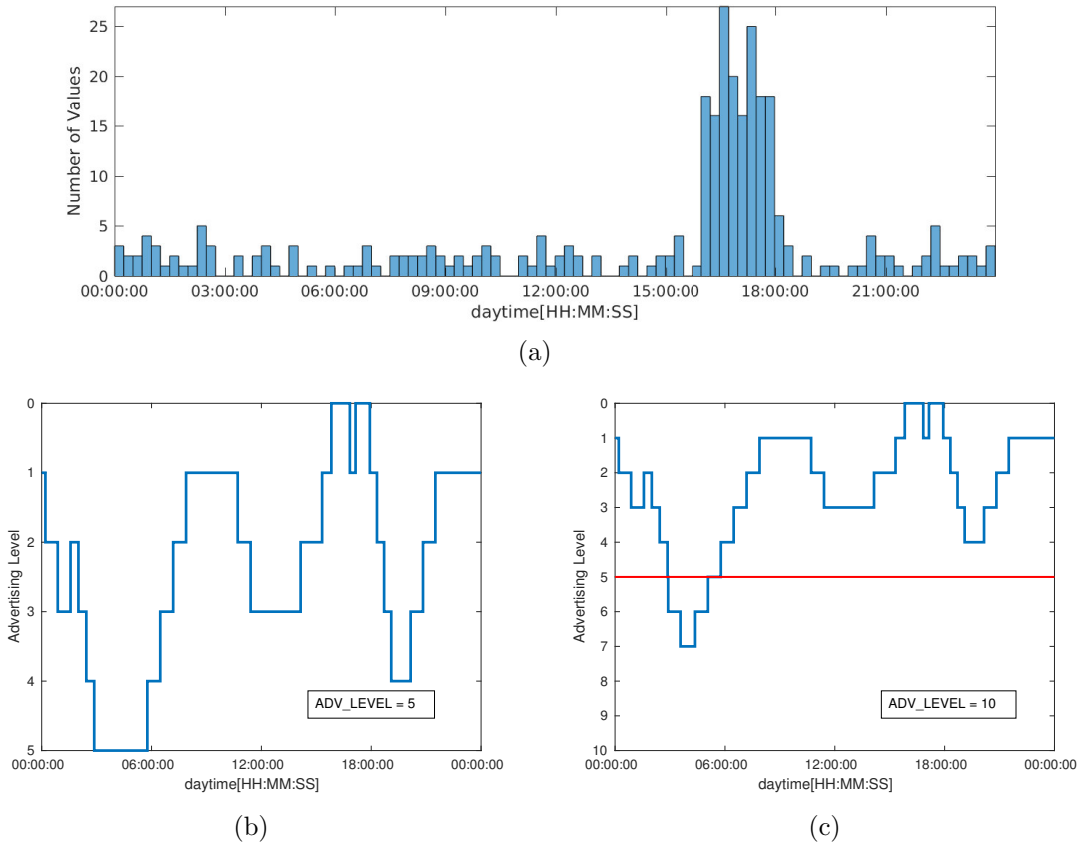 25
20
15
10
5
0
Number of Values
00:00:00 03:00:00 06:00:00 09:00:00 12:00:00 15:00:00 18:00:00 21:00:00
daytime[HH:MM:SS]
(a)
0
1
2
3
4
5
Advertising Level
ADV_LEVEL = 5
00:00:00 06:00:00 12:00:00 18:00:00 00:00:00
daytime[HH:MM:SS]
(b)
0
1
2
3
4
5
6
7
8
9
10
Advertising Level
ADV_LEVEL = 10
00:00:00 06:00:00 12:00:00 18:00:00 00:00:00
daytime[HH:MM:SS]
(c)